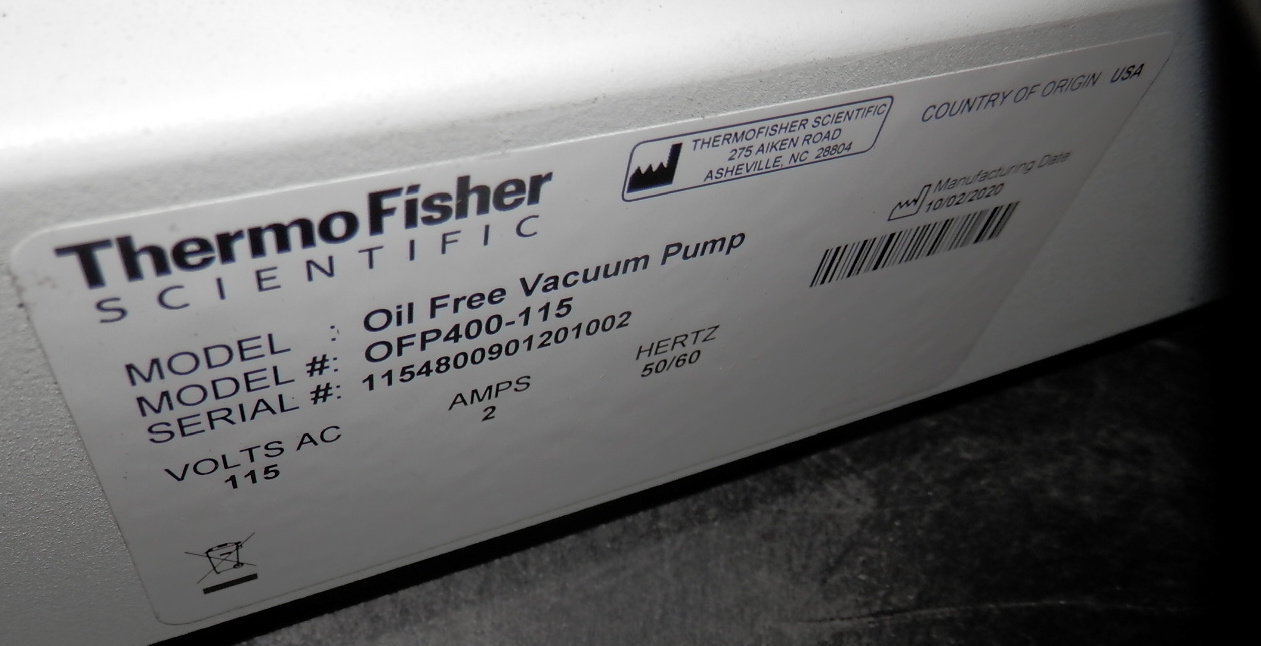 ThermoFisher
SCIENTIFIC
THERMOFISHER SCIENTIFIC
275 AIKEN ROAD
ASHEVILLE, NC 28804
COUNTRY OF ORIGIN USA
Manufacturing Date
10/02/2020
MODEL : Oil Free Vacuum Pump
MODEL #: OFP400-115
SERIAL #: 1154800901201002
VOLTS AC AMPS HERTZ
115 2 50/60